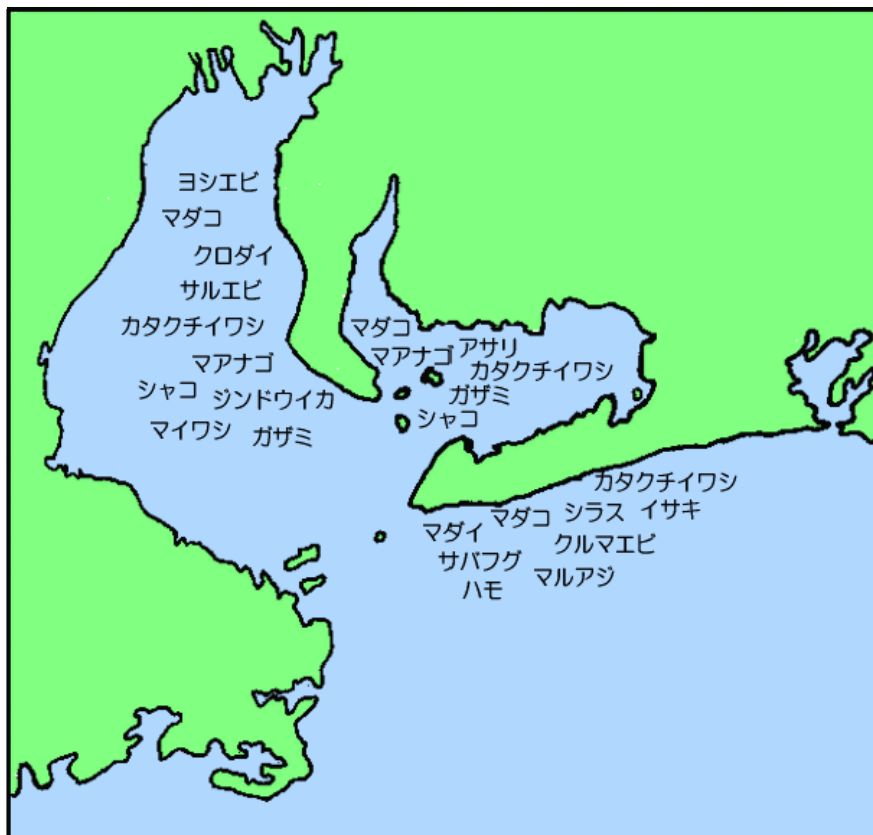 ヨシエビ
マダコ
クロダイ
サルエビ
カタクチイワシ
マアナゴ
シャコ
ジンドウイカ
マイワシ
ガザミ
マダコ
マアナゴ
アサリ
カタクチイワシ
ガザミ
シャコ
カタクチイワシ
マダイ
マダコ
シラス
イサキ
サバフグ
クルマエビ
ハモ
マルアジ